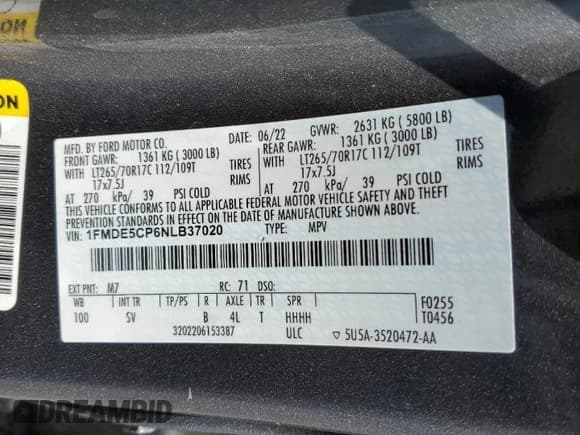 ION
MFD. BY FORD MOTOR CO. DATE: 06/22 GVWR: 2631 KG ( 5800 LB)
FRONT GAWR: 1361 KG ( 3000 LB) REAR GAWR: 1361 KG ( 3000 LB)
WITH LT265/70R17C 112/109T TIRES WITH LT265/70R17C 112/109T TIRES
17x7.5J RIMS 17x7.5J RIMS
AT 270 kPa/ 39 PSI COLD AT 270 kPa/ 39 PSI COLD
THIS VEHICLE CONFORMS TO ALL APPLICABLE FEDERAL MOTOR VEHICLE SAFETY AND THEFT
PREVENTION STANDARDS IN EFFECT ON THE DATE OF MANUFACTURE SHOWN ABOVE.
VIN: 1FMDE5CP6NLB37020 TYPE: MPV
EXT PNT: M7 RC: 71 DSO:
WB INT TR TP/PS R AXLE TR SPR F0255
100 SV B 4L T HHHH T0456
3202206153387 ULC ▽ 5U5A-3520472-AA
DREAMBID